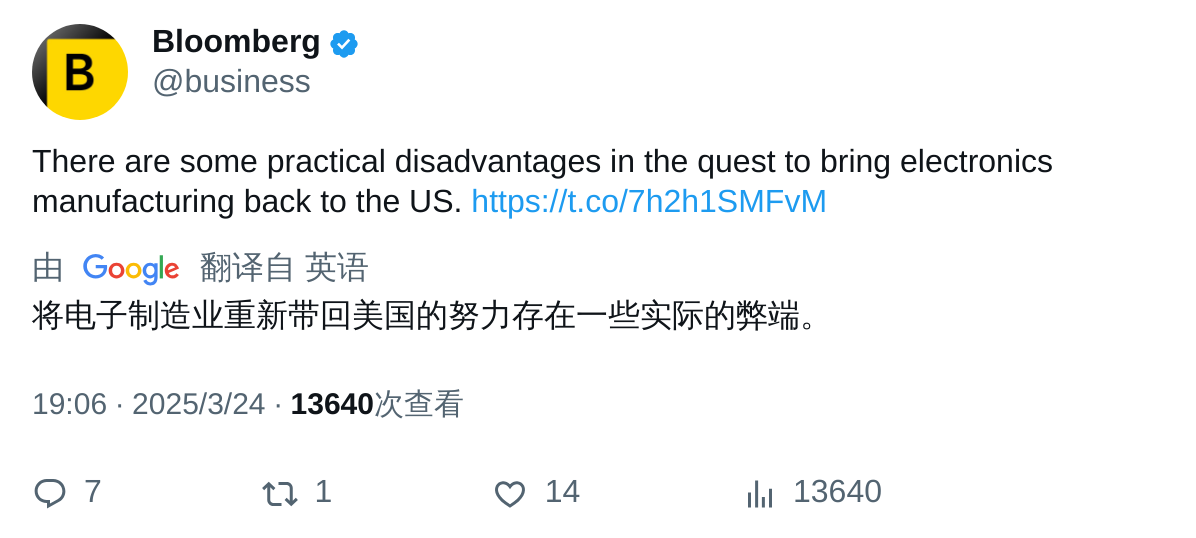 B
Bloomberg
@business
There are some practical disadvantages in the quest to bring electronics
manufacturing back to the US. https://t.co/7h2h1SMFvM
由 Google 翻译自 英语
将电子制造业重新带回美国的努力存在一些实际的弊端。
19:06 · 2025/3/24 · 13640次查看
7 1 14 13640